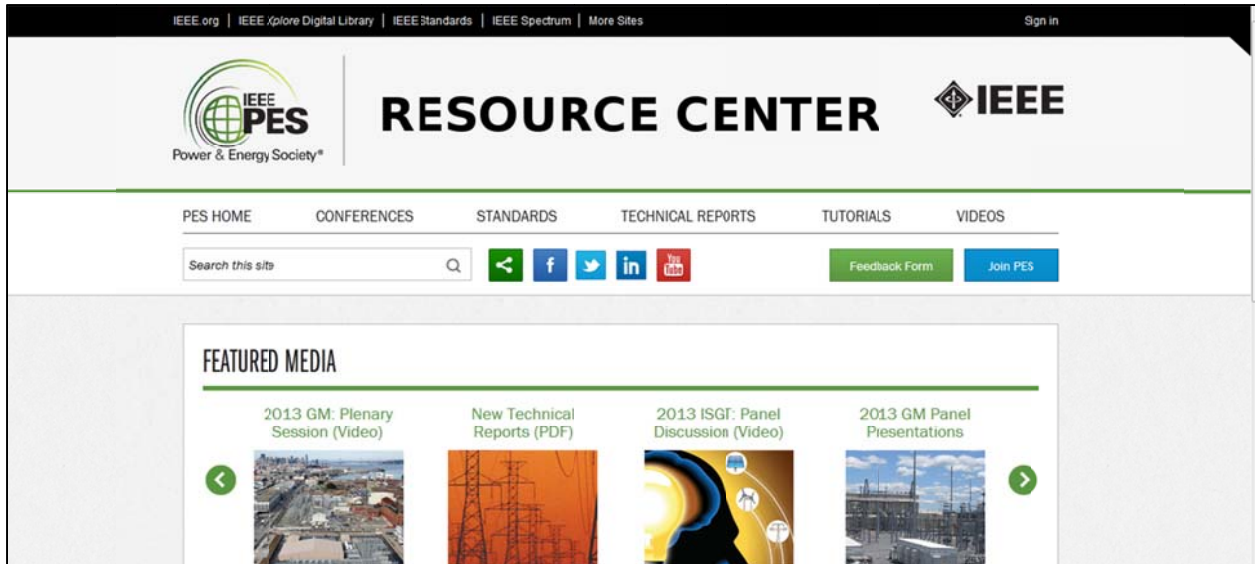 IEEE.org | IEEE Xplore Digital Library | IEEE Standards | IEEE Spectrum | More Sites Sign in
IEEE
PES
Power & Energy Society®
RESOURCE CENTER
IEEE
PES HOME CONFERENCES STANDARDS TECHNICAL REPORTS TUTORIALS VIDEOS
Search this site f in You Tube Feedback Form Join PES
FEATURED MEDIA
2013 GM: Plenary Session (Video)
New Technical Reports (PDF)
2013 ISGT: Panel Discussion (Video)
2013 GM Panel Presentations